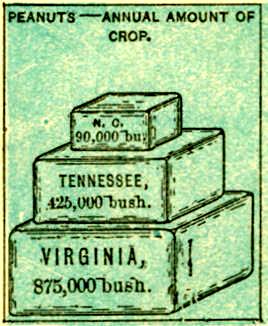 PEANUTS—ANNUAL AMOUNT OF
CROP.
N. C.
90,000 bu.
TENNESSEE,
425,000 bush.
VIRGINIA,
875,000 bush.